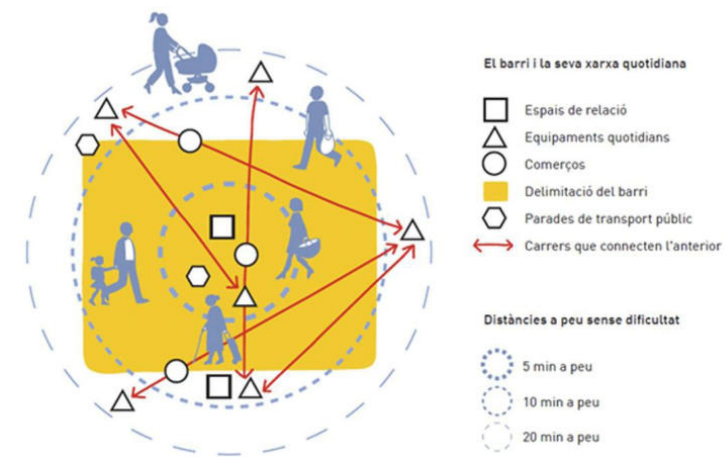 El barri i la seva xarxa quotidiana
Espais de relació
Equipaments quotidians
Comerços
Delimitació del barri
Parades de transport públic
Carrers que connecten l'anterior
Distàncies a peu sense dificultat
5 min a peu
10 min a peu
20 min a peu